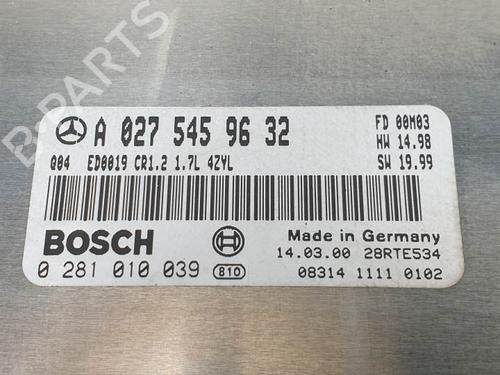 B-PARTS
A 027 545 96 32
FD 00M03
HW 14.98
SW 19.99
Q04 ED0019 CR1.2 1.7L 4ZYL
BOSCH
Made in Germany
14.03.00 28RTE534
0 281 010 039 810
08314 1111 0102